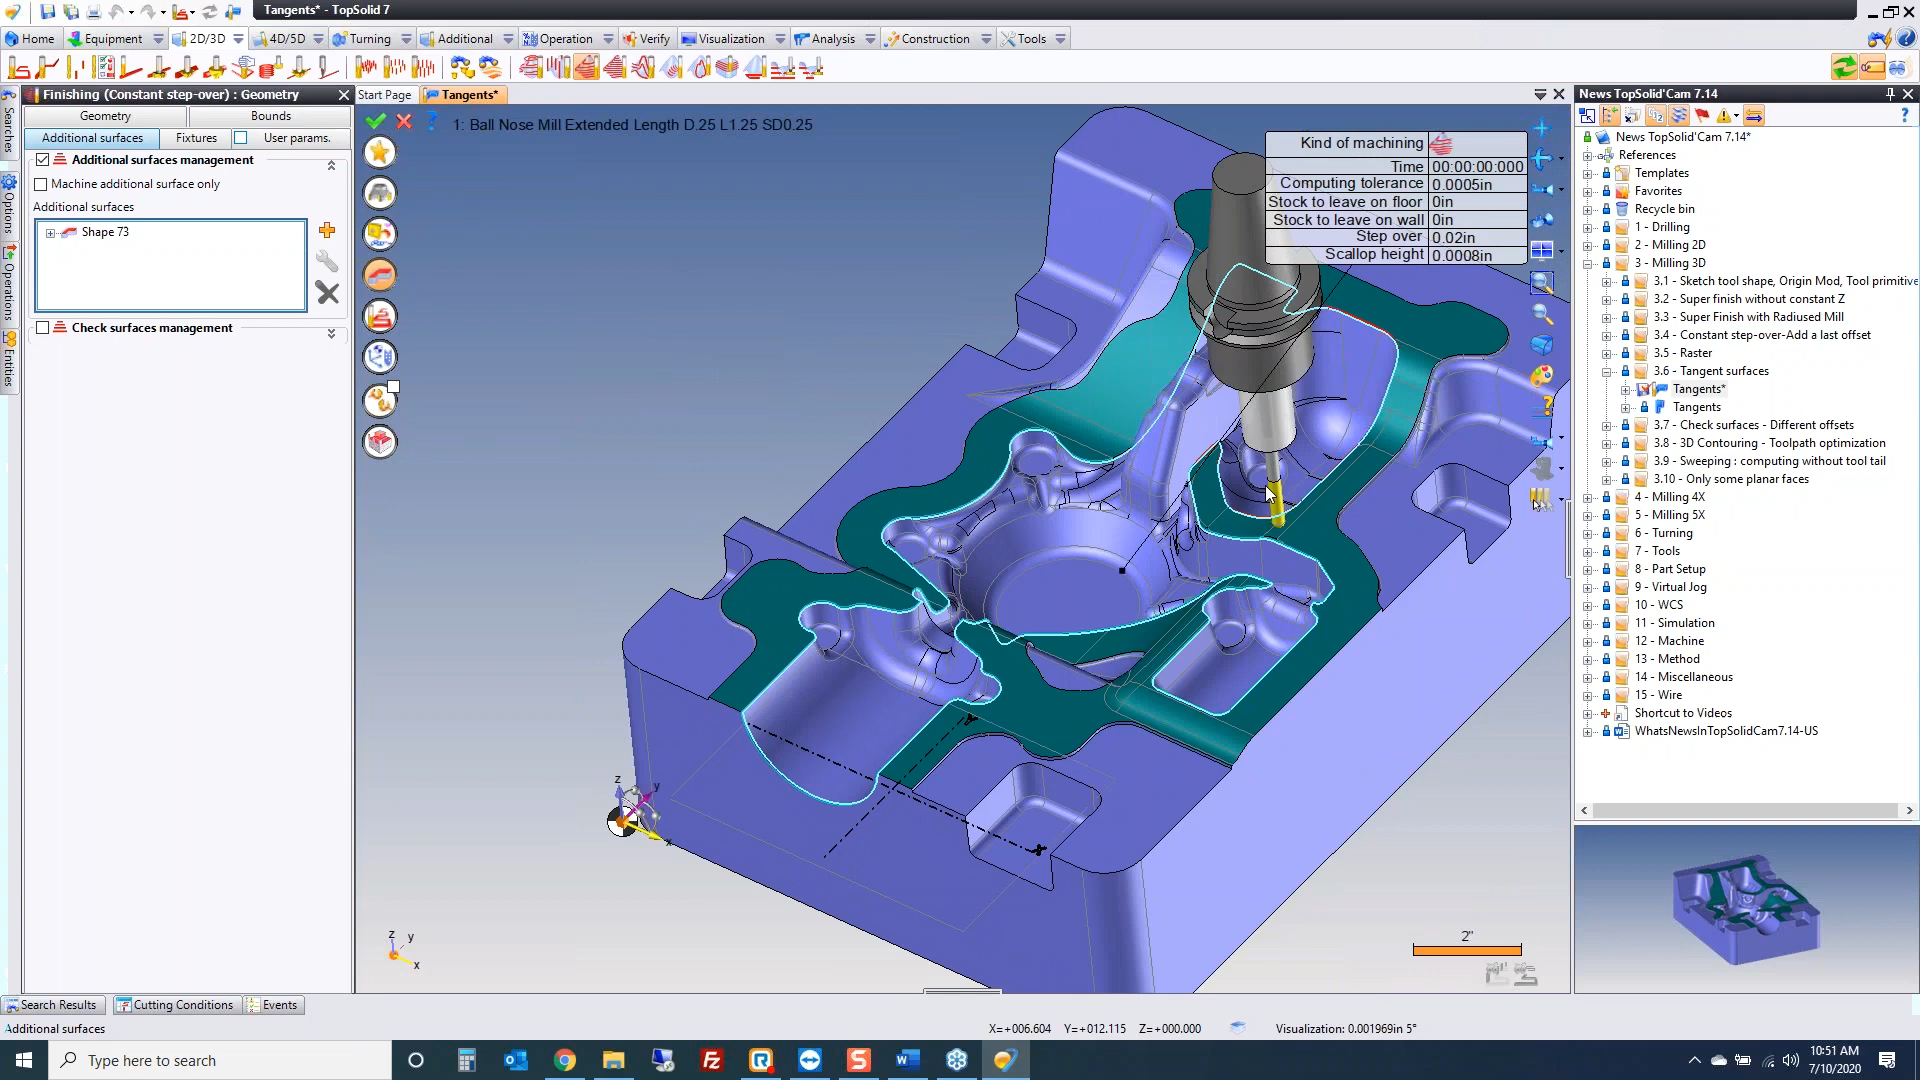 Tangents* - TopSolid 7
Home
Equipment
2D/3D
4D/5D
Turning
Additional
Operation
Verify
Visualization
Analysis
Construction
Tools
Finishing (Constant step-over) : Geometry
Start Page
Tangents*
News TopSolid'Cam 7.14
Geometry
Bounds
Additional surfaces
Fixtures
User params.
Additional surfaces management
Machine additional surface only
Additional surfaces
Shape 73
Check surfaces management
Searches
Options
Operations
Entities
1: Ball Nose Mill Extended Length D.25 L1.25 SD0.25
Kind of machining
Time 00:00:00:000
Computing tolerance 0.0005in
Stock to leave on floor 0in
Stock to leave on wall 0in
Step over 0.02in
Scallop height 0.0008in
z
y
x
z
y
x
2"
News TopSolid'Cam 7.14*
References
Templates
Favorites
Recycle bin
1 - Drilling
2 - Milling 2D
3 - Milling 3D
3.1 - Sketch tool shape, Origin Mod, Tool primitive
3.2 - Super finish without constant Z
3.3 - Super Finish with Radiused Mill
3.4 - Constant step-over-Add a last offset
3.5 - Raster
3.6 - Tangent surfaces
Tangents*
Tangents
3.7 - Check surfaces - Different offsets
3.8 - 3D Contouring - Toolpath optimization
3.9 - Sweeping : computing without tool tail
3.10 - Only some planar faces
4 - Milling 4X
5 - Milling 5X
6 - Turning
7 - Tools
8 - Part Setup
9 - Virtual Jog
10 - WCS
11 - Simulation
12 - Machine
13 - Method
14 - Miscellaneous
15 - Wire
Shortcut to Videos
WhatsNewsInTopSolidCam7.14-US
Search Results
Cutting Conditions
Events
Additional surfaces
X=+006.604 Y=+012.115 Z=+000.000
Visualization: 0.001969in 5°
Type here to search
10:51 AM
7/10/2020